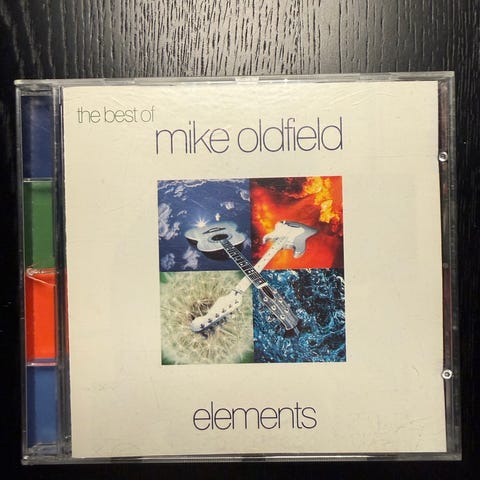 the best of
mike oldfield
elements